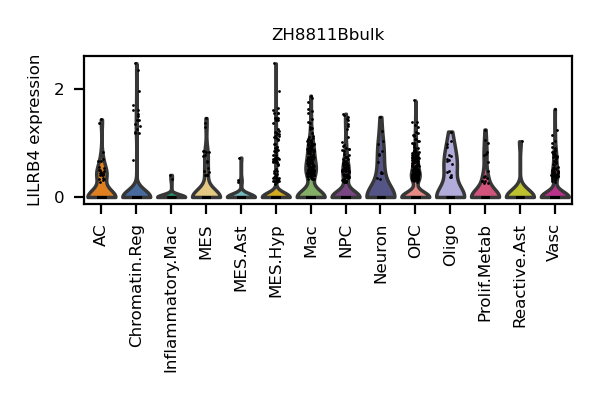 ZH8811Bbulk
LILRB4 expression
2
0
AC
Chromatin.Reg
Inflammatory.Mac
MES
MES.Ast
MES.Hyp
Mac
NPC
Neuron
OPC
Oligo
Prolif.Metab
Reactive.Ast
Vasc